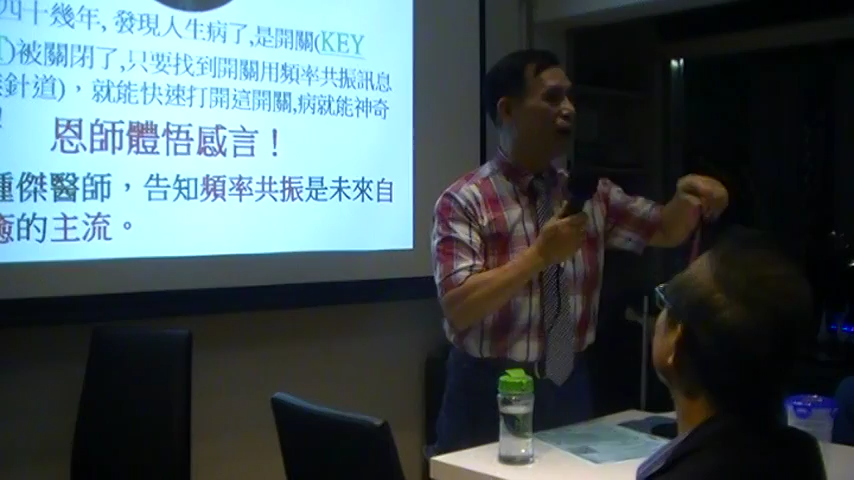 四十幾年, 發現人生病了,是開關(KEY
T)被關閉了,只要找到開關用頻率共振訊息
針道)，就能快速打開這開關,病就能神奇
!
恩師體悟感言！
鍾傑醫師，告知頻率共振是未來自
癒的主流。